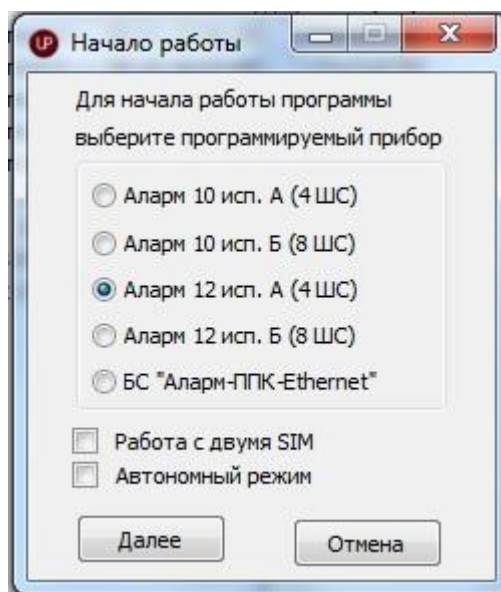 UP Начало работы
Для начала работы программы
выберите программируемый прибор
Аларм 10 исп. А (4 ШС)
Аларм 10 исп. Б (8 ШС)
Аларм 12 исп. А (4 ШС)
Аларм 12 исп. Б (8 ШС)
БС "Аларм-ППК-Ethernet"
Работа с двумя SIM
Автономный режим
Далее Отмена